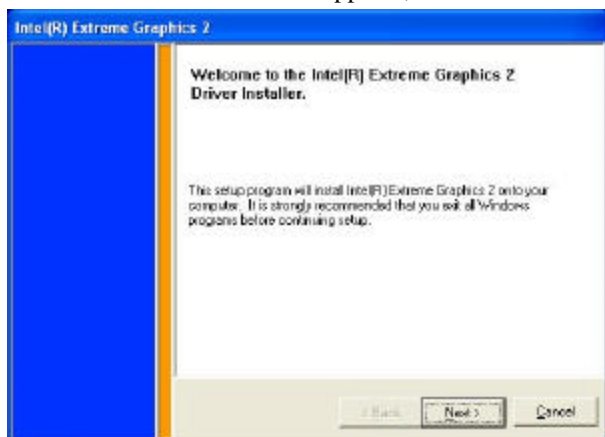 Intel(R) Extreme Graphics 2
Welcome to the Intel(R) Extreme Graphics 2
Driver Installer.
This setup program will install Intel(R) Extreme Graphics 2 onto your
computer. It is strongly recommended that you exit all Windows
programs before continuing setup.
< Back
Next >
Cancel